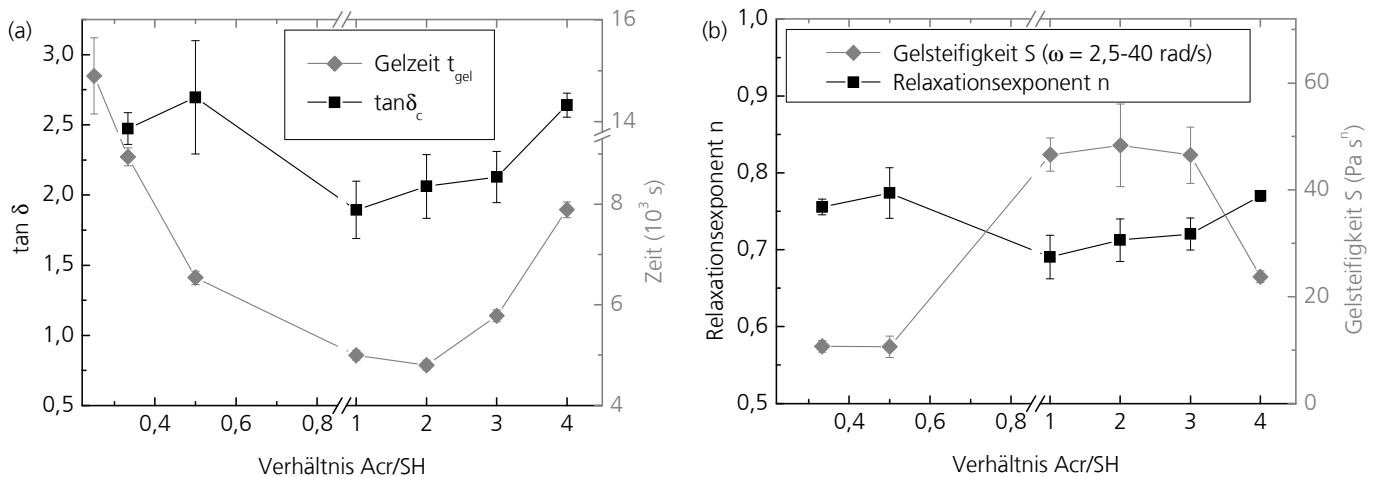 (a)
3,0
2,5
2,0
1,5
1,0
0,5
tan δ
Gelzeit t_gel
tanδ_c
16
14
8
6
4
Zeit (10³ s)
0,4 0,6 0,8 1 2 3 4
Verhältnis Acr/SH
(b)
1,0
0,9
0,8
0,7
0,6
0,5
Relaxationsexponent n
Gelsteifigkeit S (ω = 2,5-40 rad/s)
Relaxationsexponent n
60
40
20
0
Gelsteifigkeit S (Pa sⁿ)
0,4 0,6 0,8 1 2 3 4
Verhältnis Acr/SH